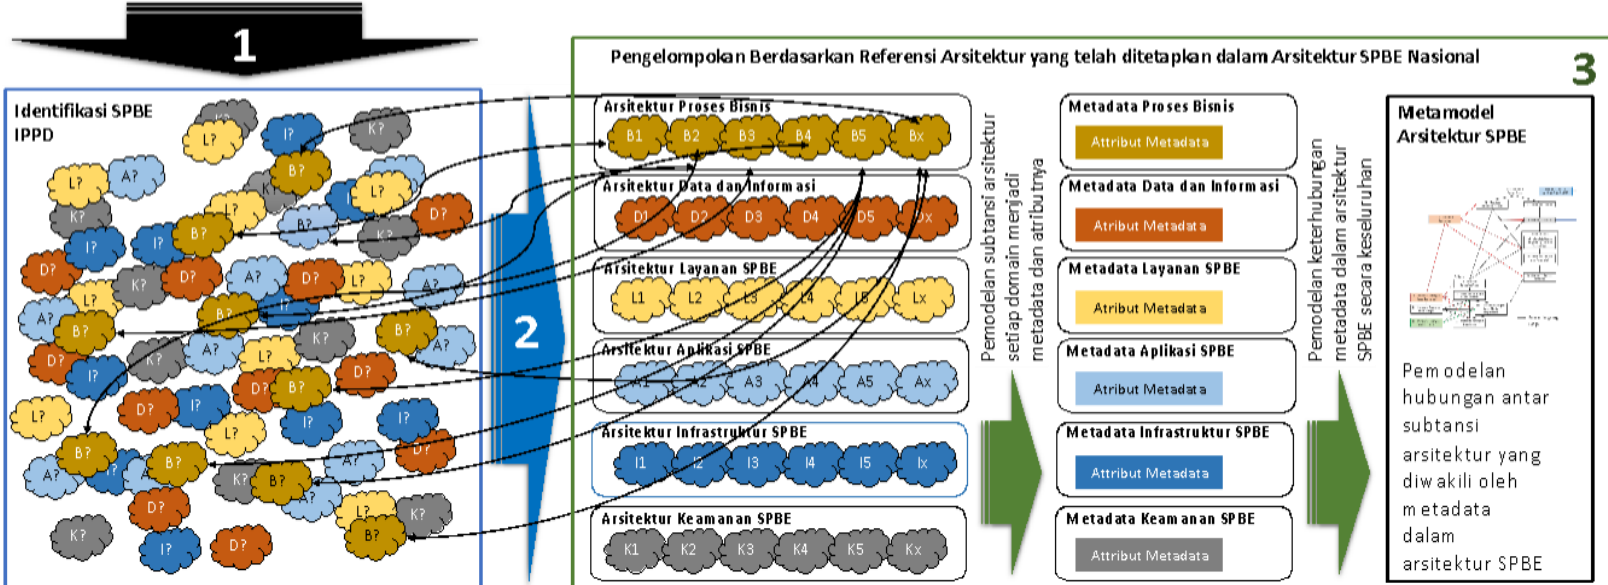 1
Identifikasi SPBE
IPPD
K?
L?
I?
K?
B?
L?
A?
K?
A?
I?
L?
K?
L?
B?
K?
D?
I?
I?
B?
D?
K?
D?
A?
D?
L?
A?
A?
L?
B?
B?
I?
B?
A?
D?
I?
K?
A?
L?
K?
D?
B?
D?
L?
D?
I?
L?
I?
I?
B?
A?
I?
B?
K?
B?
A?
A?
D?
D?
L?
K?
B?
K?
I?
D?
2
Pengelompokan Berdasarkan Referensi Arsitektur yang telah ditetapkan dalam Arsitektur SPBE Nasional
3
Arsitektur Proses Bisnis
B1 B2 B3 B4 B5 Bx
Arsitektur Data dan Informasi
D1 D2 D3 D4 D5 Dx
Arsitektur Layanan SPBE
L1 L2 L3 L4 L5 Lx
Arsitektur Aplikasi SPBE
A1 A2 A3 A4 A5 Ax
Arsitektur Infrastruktur SPBE
I1 I2 I3 I4 I5 Ix
Arsitektur Keamanan SPBE
K1 K2 K3 K4 K5 Kx
Pemodelan subtansi arsitektur
setiap domain menjadi
metadata dan atributnya
Metadata Proses Bisnis
Attribut Metadata
Metadata Data dan Informasi
Attribut Metadata
Metadata Layanan SPBE
Attribut Metadata
Metadata Aplikasi SPBE
Atribut Metadata
Metadata Infrastruktur SPBE
Attribut Metadata
Metadata Keamanan SPBE
Attribut Metadata
Pemodelan keterhubungan
metadata dalam arsitektur
SPBE secara keseluruhan
Metamodel
Arsitektur SPBE
Pemodelan
hubungan antar
subtansi
arsitektur yang
diwakili oleh
metadata
dalam
arsitektur SPBE